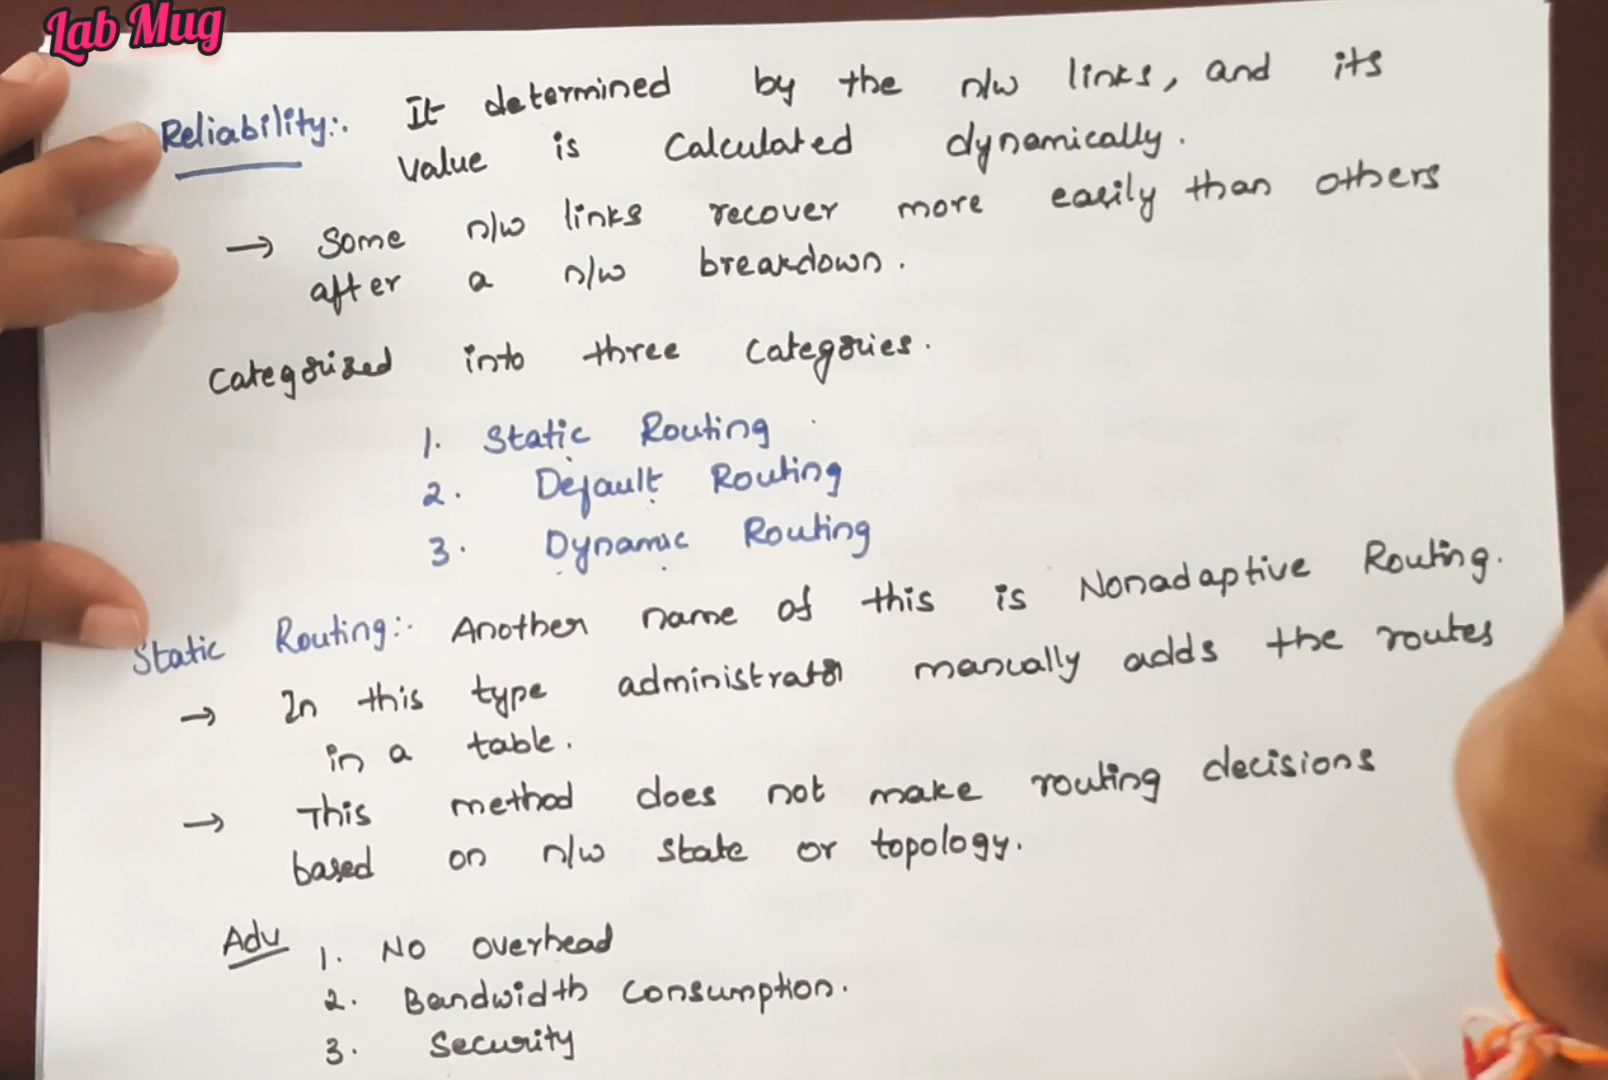 Lab Mug
Reliability:. It determined by the n/w links, and its
value is calculated dynamically.
→ Some n/w links recover more easily than others
after a n/w breakdown.
Categorized into three categories.
1. Static Routing
2. Default Routing
3. Dynamic Routing
Static Routing:. Another name of this is Nonadaptive Routing.
→ In this type administrator manually adds the routes
in a table.
→ This method does not make routing decisions
based on n/w state or topology.
Adv
1. No overhead
2. Bandwidth consumption.
3. Security